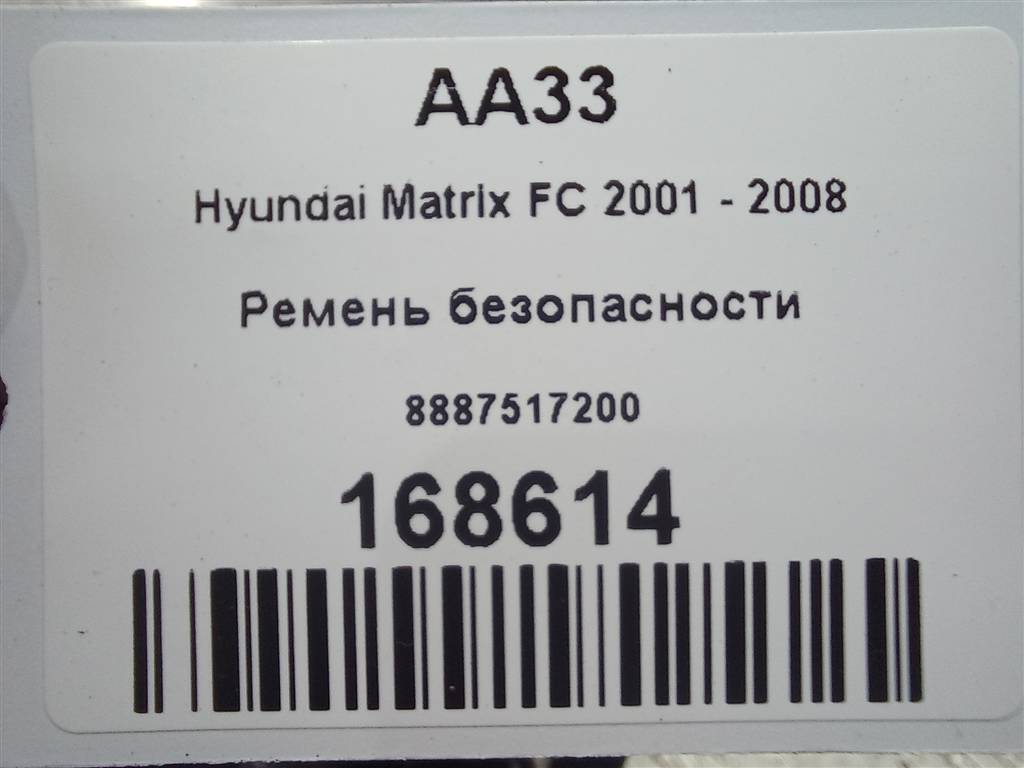 AA33
Hyundai Matrix FC 2001 - 2008
Ремень безопасности
8887517200
168614